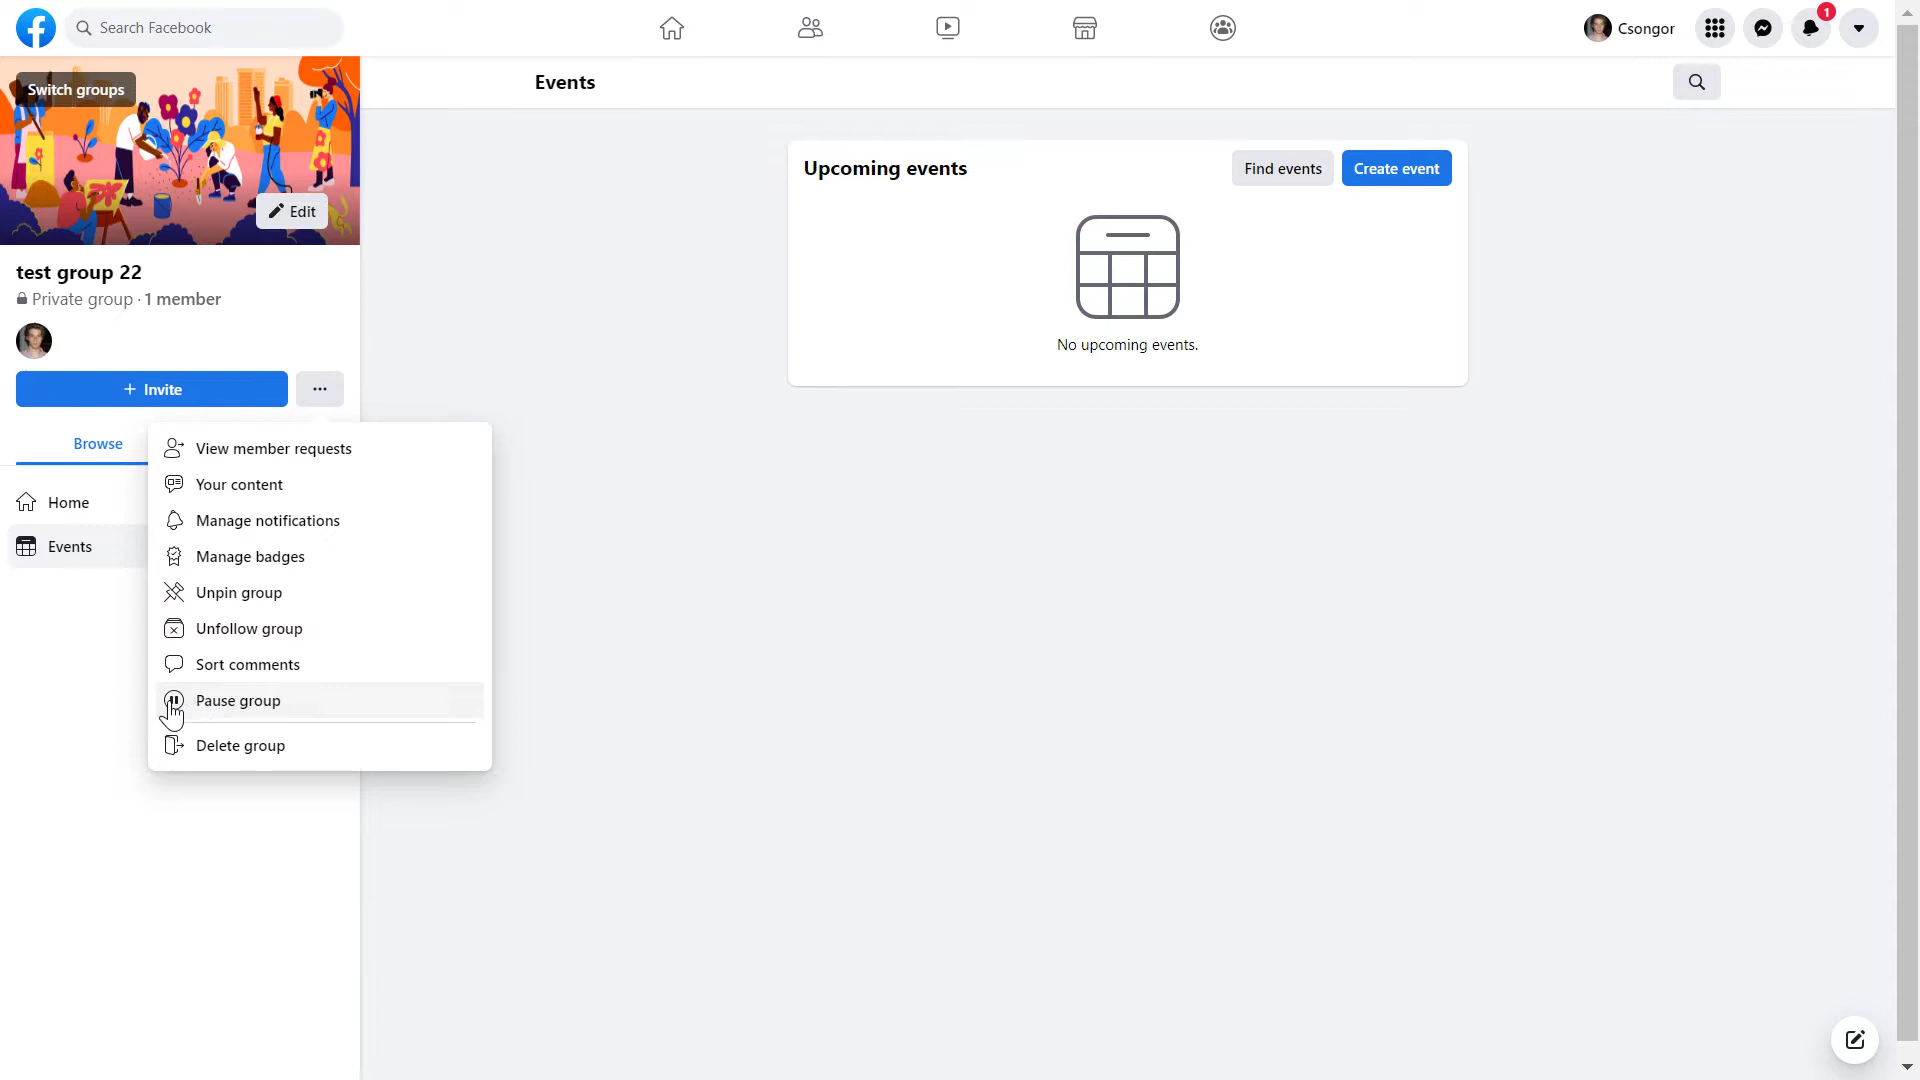 Search Facebook
Csongor
1
Switch groups
Events
Edit
Upcoming events
Find events
Create event
No upcoming events.
test group 22
Private group · 1 member
+ Invite
Browse
Home
Events
View member requests
Your content
Manage notifications
Manage badges
Unpin group
Unfollow group
Sort comments
Pause group
Delete group